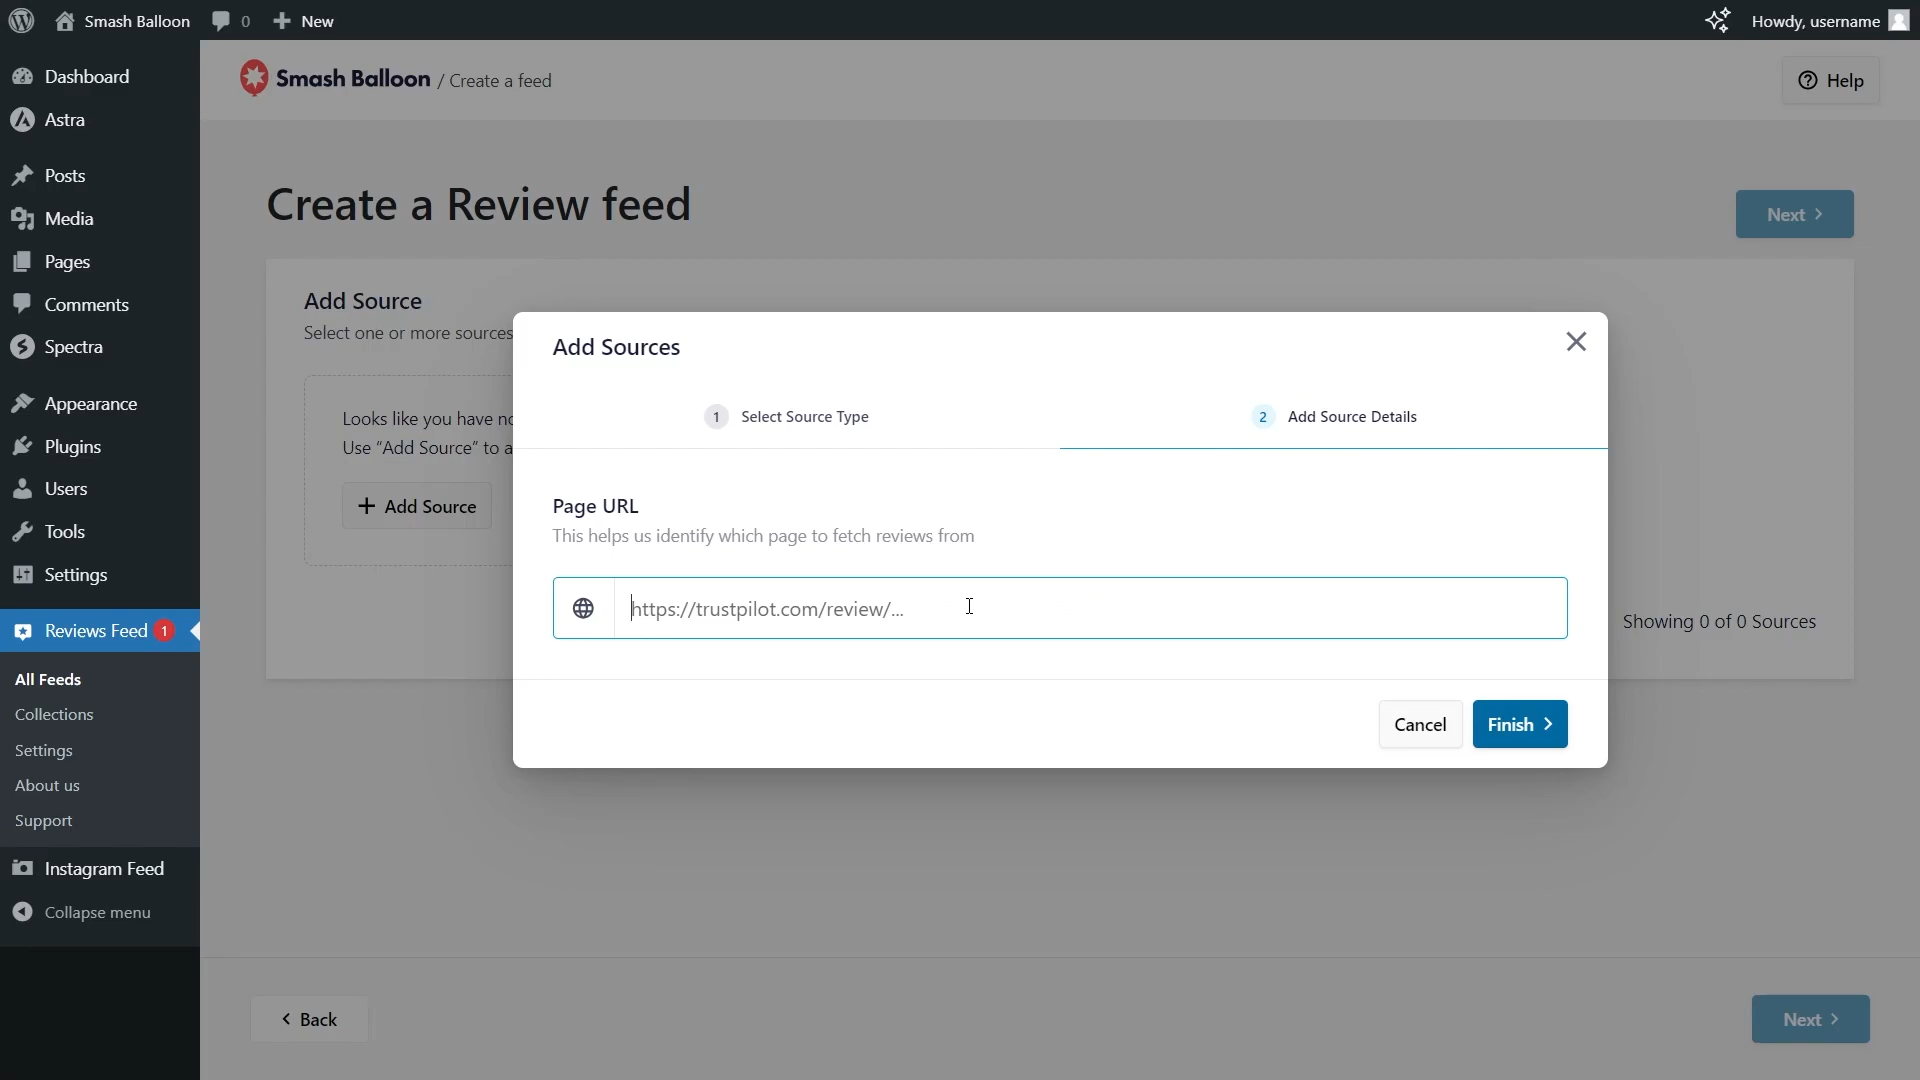 Smash Balloon
0
New
Howdy, username
Dashboard
Astra
Posts
Media
Pages
Comments
Spectra
Appearance
Plugins
Users
Tools
Settings
Reviews Feed 1
All Feeds
Collections
Settings
About us
Support
Instagram Feed
Collapse menu
Smash Balloon / Create a feed
Help
Create a Review feed
Next
Add Source
Select one or more sources
Looks like you have no
Use “Add Source” to a
Add Source
Showing 0 of 0 Sources
Add Sources
1 Select Source Type
2 Add Source Details
Page URL
This helps us identify which page to fetch reviews from
https://trustpilot.com/review/...
Cancel
Finish
Back
Next